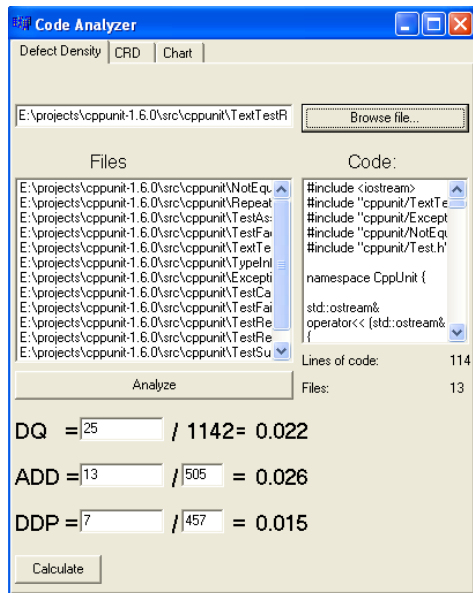 Code Analyzer
Defect Density CRD Chart
E:\projects\cppunit-1.6.0\src\cppunit\TextTestR
Browse file...
Files
E:\projects\cppunit-1.6.0\src\cppunit\NotEqu
E:\projects\cppunit-1.6.0\src\cppunit\Repeat
E:\projects\cppunit-1.6.0\src\cppunit\TestAs
E:\projects\cppunit-1.6.0\src\cppunit\TestFa
E:\projects\cppunit-1.6.0\src\cppunit\TextTe
E:\projects\cppunit-1.6.0\src\cppunit\TypeInf
E:\projects\cppunit-1.6.0\src\cppunit\Excepti
E:\projects\cppunit-1.6.0\src\cppunit\TestCa
E:\projects\cppunit-1.6.0\src\cppunit\TestFai
E:\projects\cppunit-1.6.0\src\cppunit\TestRe
E:\projects\cppunit-1.6.0\src\cppunit\TestRe
E:\projects\cppunit-1.6.0\src\cppunit\TestSu
Code:
#include <iostream>
#include "cppunit/TextTe
#include "cppunit/Except
#include "cppunit/NotEqu
#include "cppunit/Test.h"
namespace CppUnit {
std::ostream&
operator<< (std::ostream&
{
Analyze
Lines of code: 114
Files: 13
DQ = 25 / 1142= 0.022
ADD = 13 / 505 = 0.026
DDP = 7 / 457 = 0.015
Calculate